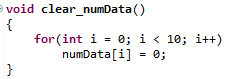 void clear_numData()
{
    for(int i = 0; i < 10; i++)
        numData[i] = 0;
}